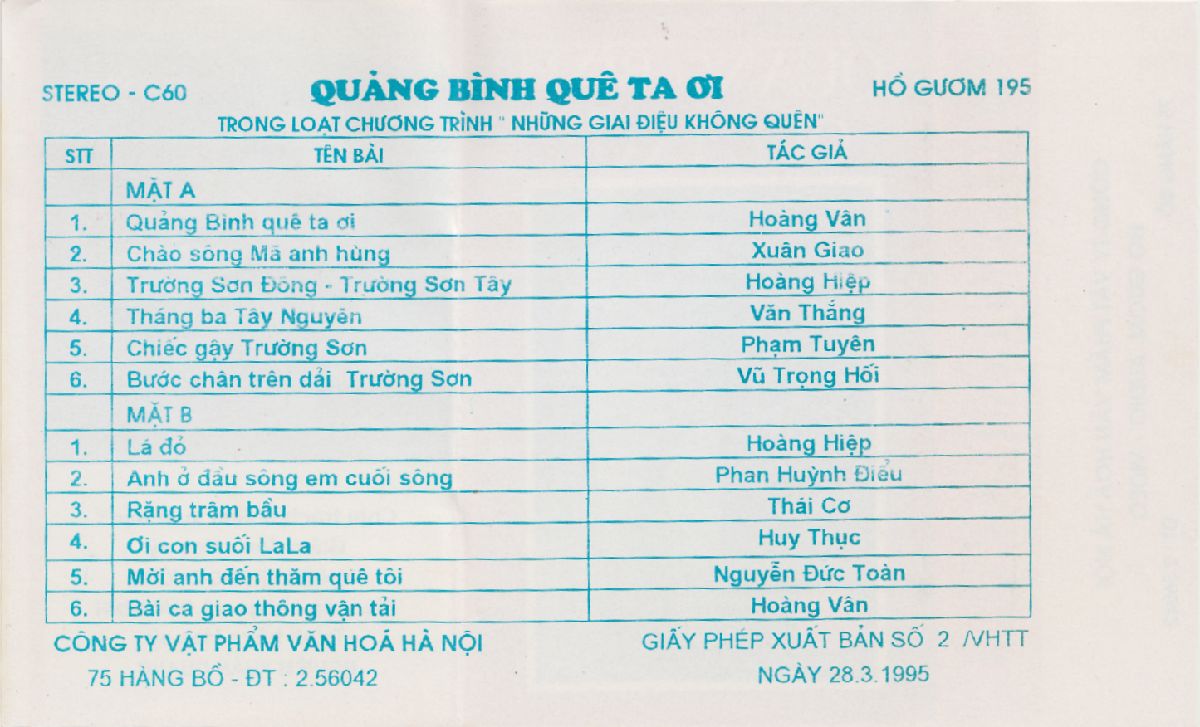 STEREO - C60 QUẢNG BÌNH QUÊ TA ƠI HỒ GƯƠM 195
TRONG LOẠT CHƯƠNG TRÌNH " NHỮNG GIAI ĐIỆU KHÔNG QUÊN"
STT TÊN BÀI TÁC GIẢ
MẶT A
1. Quảng Bình quê ta ơi Hoàng Vân
2. Chào sông Mã anh hùng Xuân Giao
3. Trường Sơn Đông - Trường Sơn Tây Hoàng Hiệp
4. Tháng ba Tây Nguyên Văn Thắng
5. Chiếc gậy Trường Sơn Phạm Tuyên
6. Bước chân trên dải Trường Sơn Vũ Trọng Hối
MẶT B
1. Lá đỏ Hoàng Hiệp
2. Anh ở đầu sông em cuối sông Phan Huỳnh Điểu
3. Rặng trâm bầu Thái Cơ
4. Ơi con suối LaLa Huy Thục
5. Mời anh đến thăm quê tôi Nguyễn Đức Toàn
6. Bài ca giao thông vận tải Hoàng Vân
CÔNG TY VẬT PHẨM VĂN HOÁ HÀ NỘI GIẤY PHÉP XUẤT BẢN SỐ 2 /VHTT
75 HÀNG BỒ - ĐT : 2.56042 NGÀY 28.3.1995